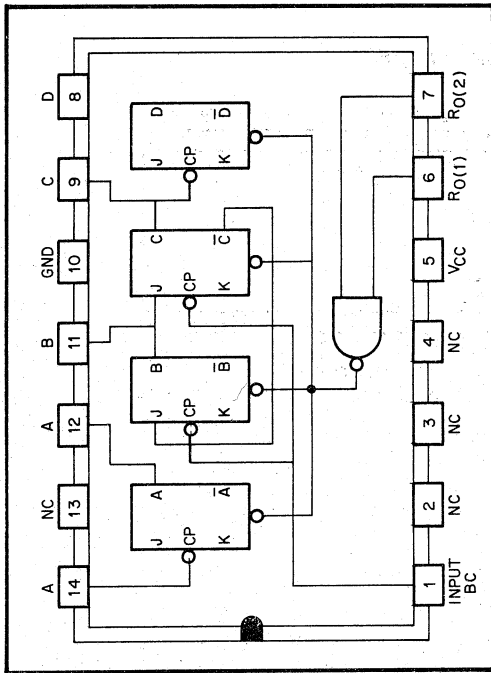 A NC A B GND C D
14 13 12 11 10 9 8
J A
CP
K A̅
J B
CP
K B̅
J C
CP
K C̅
J D
CP
K D̅
1 2 3 4 5 6 7
INPUT BC
NC NC NC VCC RO(1) RO(2)